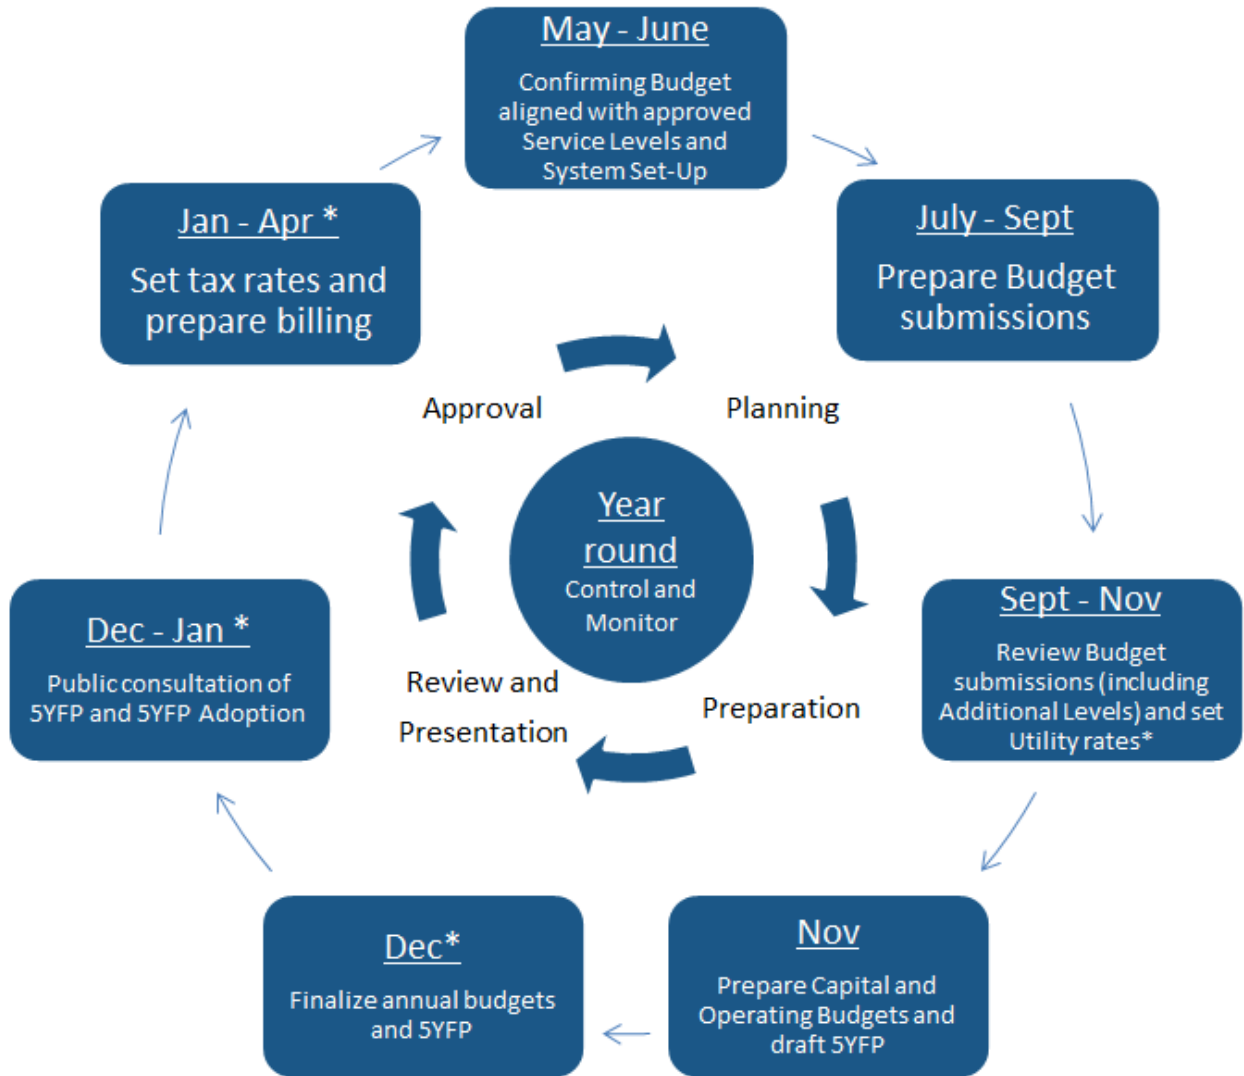 May - June
Confirming Budget
aligned with approved
Service Levels and
System Set-Up
July - Sept
Prepare Budget
submissions
Sept - Nov
Review Budget
submissions (including
Additional Levels) and set
Utility rates*
Nov
Prepare Capital and
Operating Budgets and
draft 5YFP
Dec*
Finalize annual budgets
and 5YFP
Dec - Jan *
Public consultation of
5YFP and 5YFP Adoption
Jan - Apr *
Set tax rates and
prepare billing
Approval
Planning
Preparation
Review and
Presentation
Year
round
Control and
Monitor